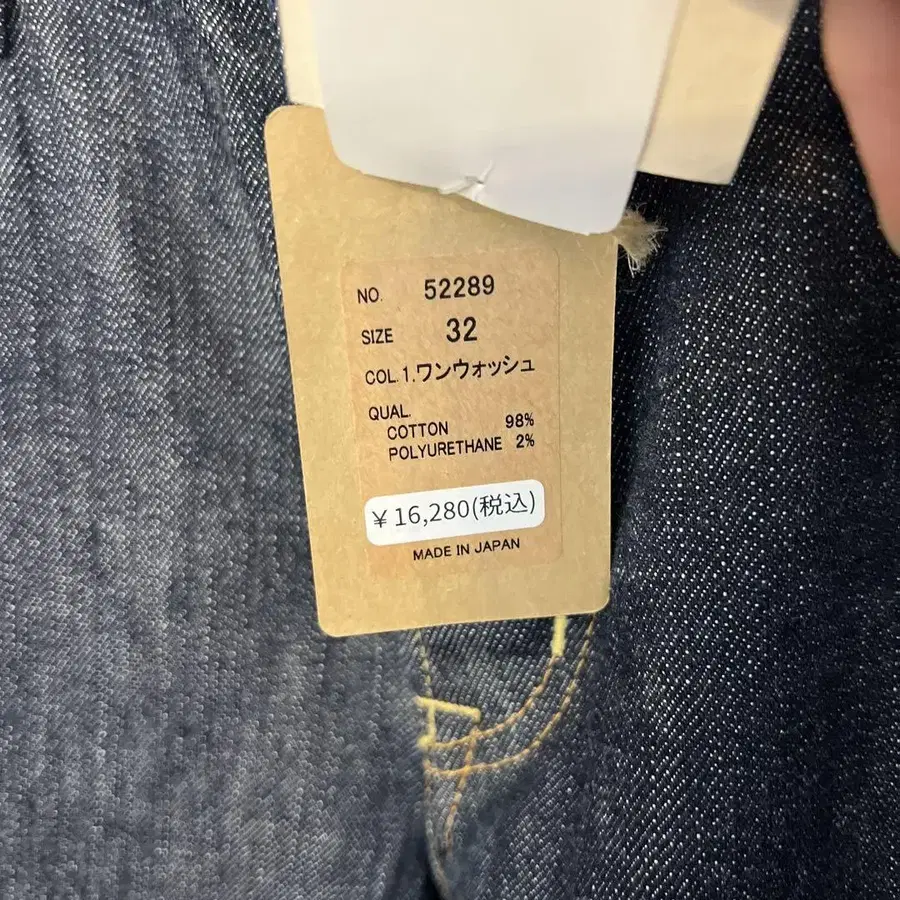 NO. 52289
SIZE 32
COL.1.ワンウォッシュ
QUAL.
COTTON 98%
POLYURETHANE 2%
￥16,280(税込)
MADE IN JAPAN